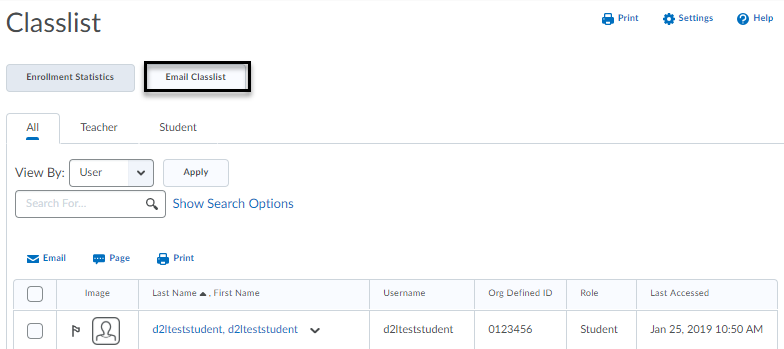 Classlist
Print Settings Help
Enrollment Statistics Email Classlist
All Teacher Student
View By: User Apply
Search For... Show Search Options
Email Page Print
Image Last Name , First Name Username Org Defined ID Role Last Accessed
d2lteststudent, d2lteststudent d2lteststudent 0123456 Student Jan 25, 2019 10:50 AM